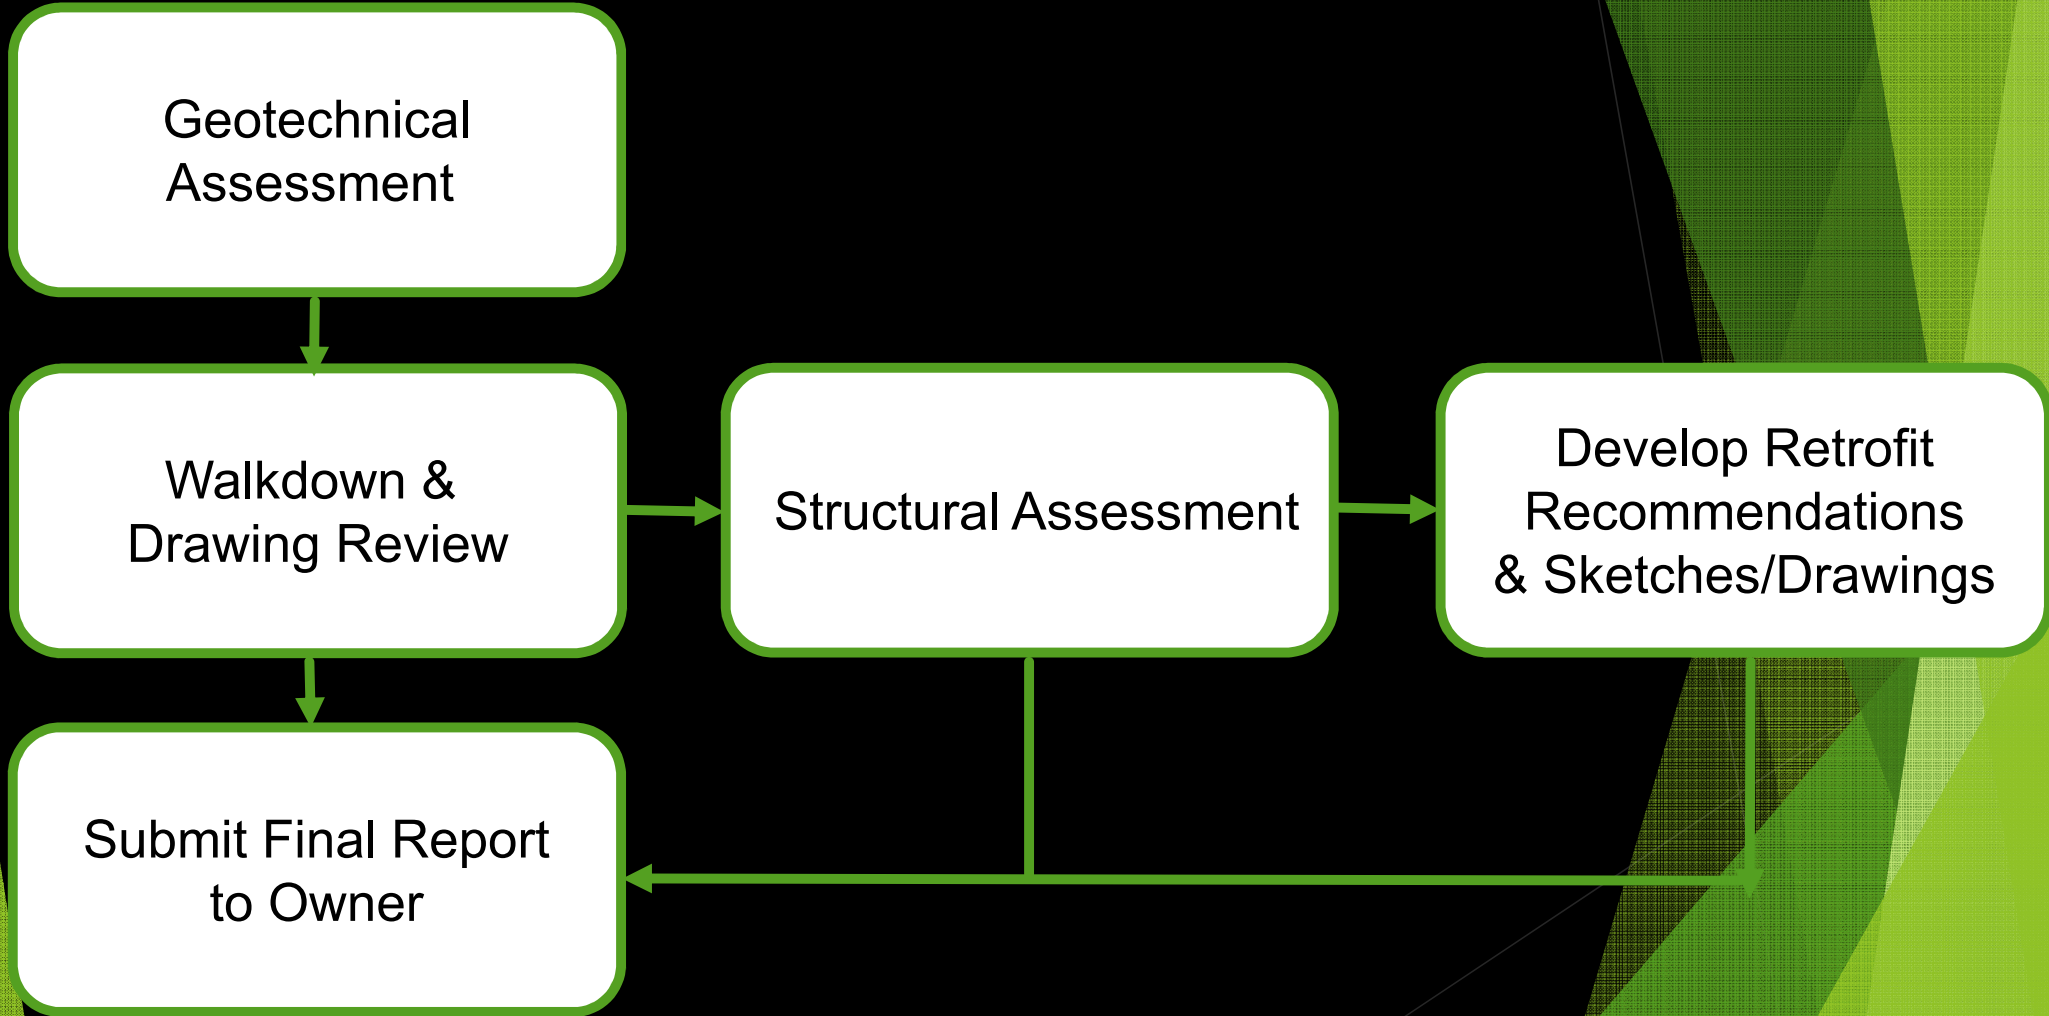 Geotechnical
Assessment
Walkdown &
Drawing Review
Structural Assessment
Develop Retrofit
Recommendations
& Sketches/Drawings
Submit Final Report
to Owner